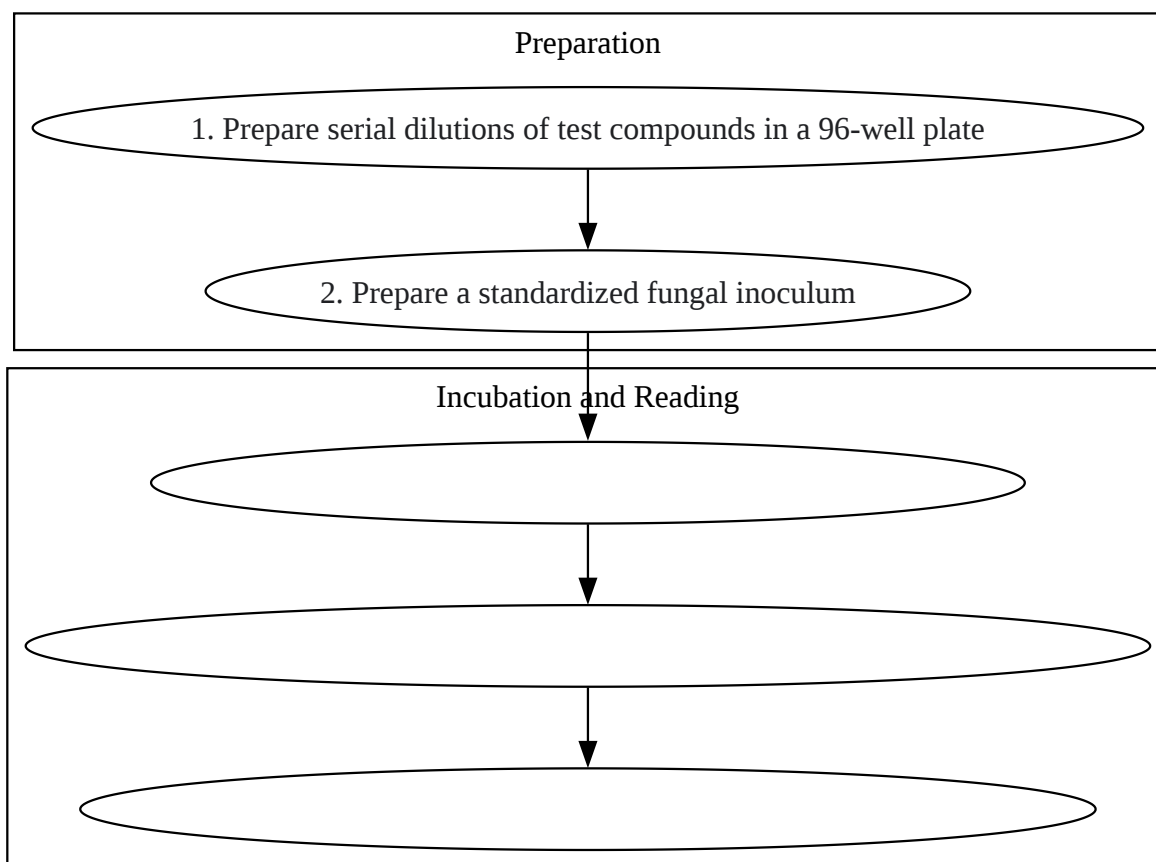 Preparation
1. Prepare serial dilutions of test compounds in a 96-well plate
2. Prepare a standardized fungal inoculum
Incubation and Reading